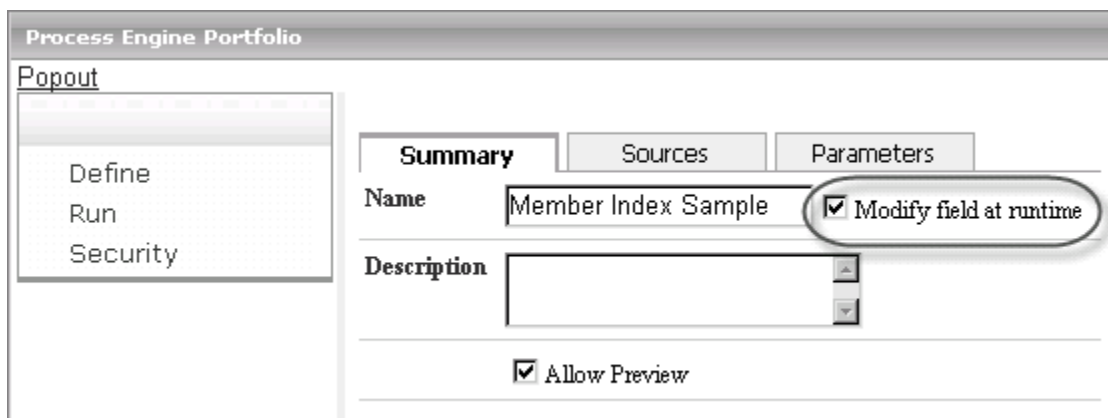 Process Engine Portfolio
Popout
Define
Run
Security
Summary Sources Parameters
Name Member Index Sample Modify field at runtime
Description
Allow Preview